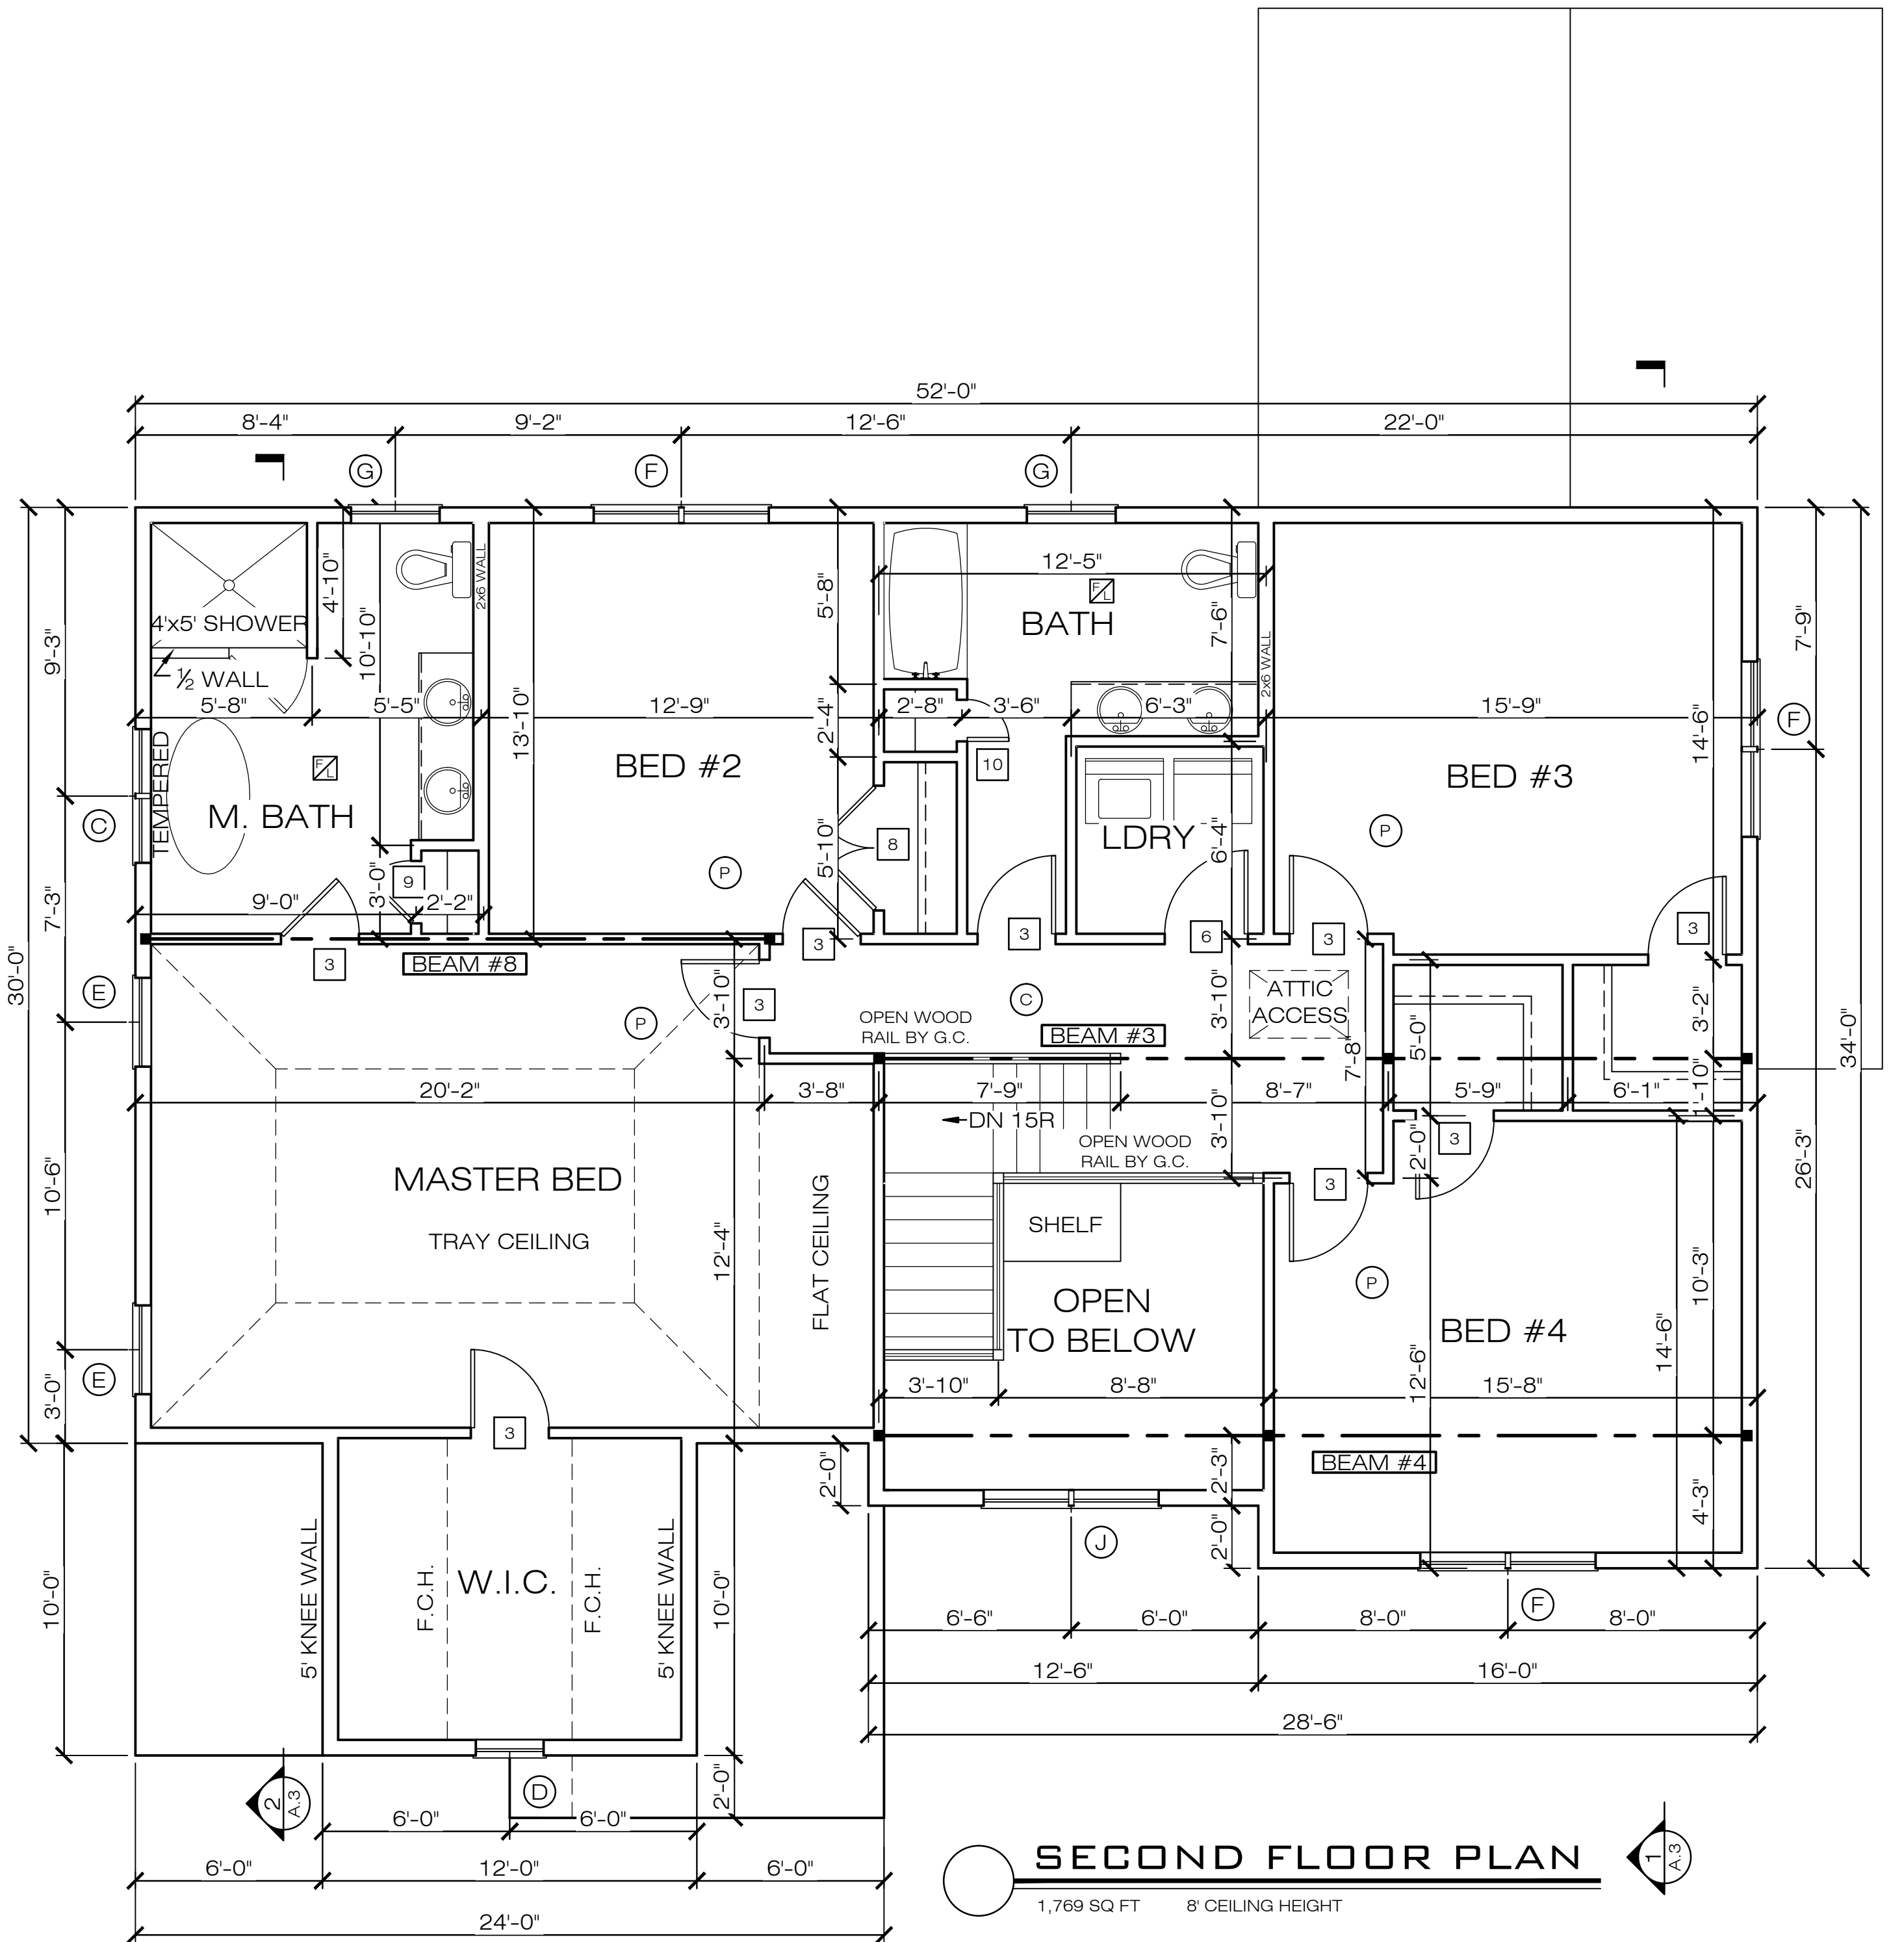 52'-0"
8'-4" 9'-2" 12'-6" 22'-0"
G F G
4'x5' SHOWER
½ WALL
TEMPERED
4'-10"
10'-10"
5'-8" 5'-5"
2x6 WALL
F/L
M. BATH
9
3'-0"
9'-0" 2'-2"
13'-10"
12'-9"
BED #2
P
5'-8"
2'-4"
5'-10"
12'-5"
F/L
BATH
7'-6"
2x6 WALL
2'-8" 3'-6" 6'-3"
10
8
LDRY
6'-4"
15'-9"
BED #3
P
14'-6"
9'-3"
7'-3"
30'-0"
10'-6"
3'-0"
10'-0"
C
E
E
7'-9"
F
34'-0"
26'-3"
3
BEAM #8
3
3
3
6
3
3
P
3'-10"
OPEN WOOD
RAIL BY G.C.
C
BEAM #3
3'-10"
ATTIC
ACCESS
7'-8"
5'-0"
3'-2"
1'-10"
20'-2" 3'-8" 7'-9" 8'-7" 5'-9" 6'-1"
DN 15R
OPEN WOOD
RAIL BY G.C.
3'-10"
2'-0"
3
3
MASTER BED
TRAY CEILING
12'-4"
FLAT CEILING
SHELF
OPEN
TO BELOW
P
BED #4
12'-6"
14'-6"
10'-3"
3'-10" 8'-8" 15'-8"
3
BEAM #4
2'-0"
2'-3"
2'-0"
4'-3"
5' KNEE WALL
F.C.H.
W.I.C.
F.C.H.
5' KNEE WALL
10'-0"
2'-0"
J
F
6'-6" 6'-0" 8'-0" 8'-0"
12'-6" 16'-0"
28'-6"
2
A.3
D
6'-0" 6'-0"
6'-0" 12'-0" 6'-0"
24'-0"
SECOND FLOOR PLAN
1,769 SQ FT 8' CEILING HEIGHT
1
A.3